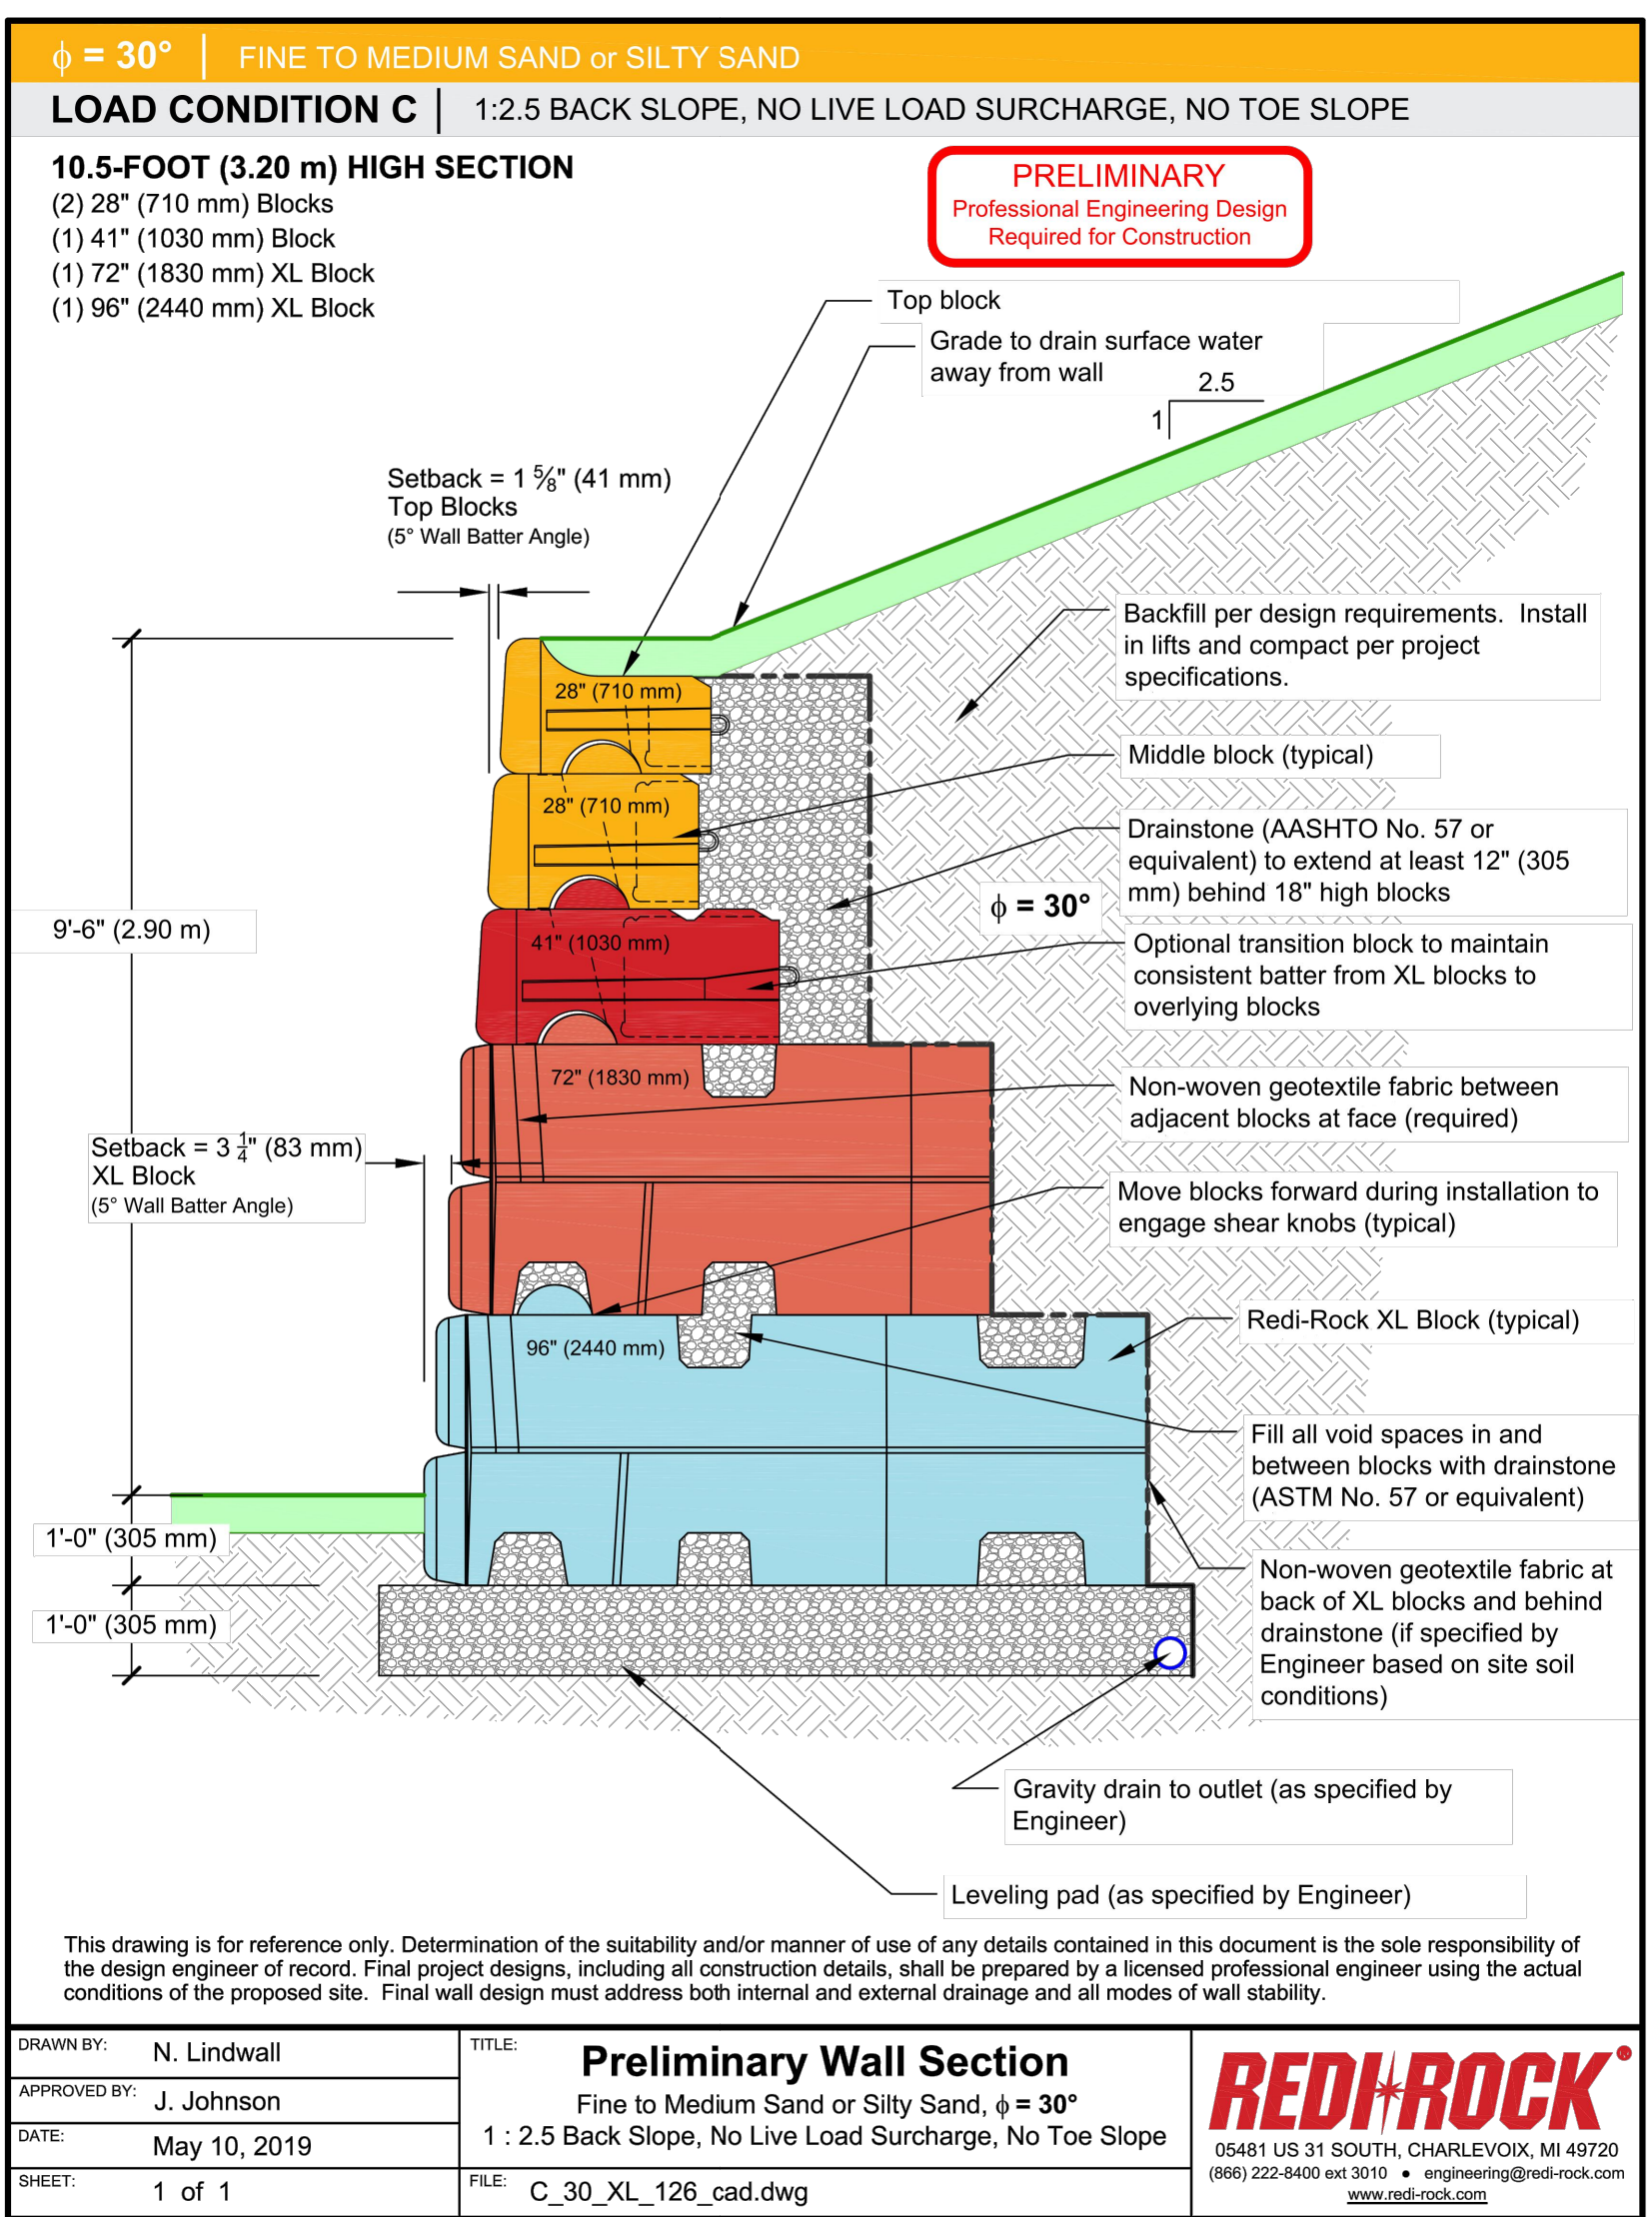 ϕ = 30° | FINE TO MEDIUM SAND or SILTY SAND
LOAD CONDITION C | 1:2.5 BACK SLOPE, NO LIVE LOAD SURCHARGE, NO TOE SLOPE
10.5-FOOT (3.20 m) HIGH SECTION
(2) 28" (710 mm) Blocks
(1) 41" (1030 mm) Block
(1) 72" (1830 mm) XL Block
(1) 96" (2440 mm) XL Block
PRELIMINARY
Professional Engineering Design
Required for Construction
Top block
Grade to drain surface water
away from wall
2.5
1
Setback = 1 5⁄8" (41 mm)
Top Blocks
(5° Wall Batter Angle)
Backfill per design requirements. Install
in lifts and compact per project
specifications.
28" (710 mm)
Middle block (typical)
28" (710 mm)
Drainstone (AASHTO No. 57 or
equivalent) to extend at least 12" (305
mm) behind 18" high blocks
ϕ = 30°
9'-6" (2.90 m)
41" (1030 mm)
Optional transition block to maintain
consistent batter from XL blocks to
overlying blocks
72" (1830 mm)
Non-woven geotextile fabric between
adjacent blocks at face (required)
Setback = 3 1⁄4" (83 mm)
XL Block
(5° Wall Batter Angle)
Move blocks forward during installation to
engage shear knobs (typical)
Redi-Rock XL Block (typical)
96" (2440 mm)
Fill all void spaces in and
between blocks with drainstone
(ASTM No. 57 or equivalent)
1'-0" (305 mm)
Non-woven geotextile fabric at
back of XL blocks and behind
drainstone (if specified by
Engineer based on site soil
conditions)
1'-0" (305 mm)
Gravity drain to outlet (as specified by
Engineer)
Leveling pad (as specified by Engineer)
This drawing is for reference only. Determination of the suitability and/or manner of use of any details contained in this document is the sole responsibility of
the design engineer of record. Final project designs, including all construction details, shall be prepared by a licensed professional engineer using the actual
conditions of the proposed site. Final wall design must address both internal and external drainage and all modes of wall stability.
DRAWN BY: N. Lindwall
APPROVED BY: J. Johnson
DATE: May 10, 2019
SHEET: 1 of 1
TITLE: Preliminary Wall Section
Fine to Medium Sand or Silty Sand, ϕ = 30°
1 : 2.5 Back Slope, No Live Load Surcharge, No Toe Slope
FILE: C_30_XL_126_cad.dwg
REDI ROCK®
05481 US 31 SOUTH, CHARLEVOIX, MI 49720
(866) 222-8400 ext 3010 • engineering@redi-rock.com
www.redi-rock.com